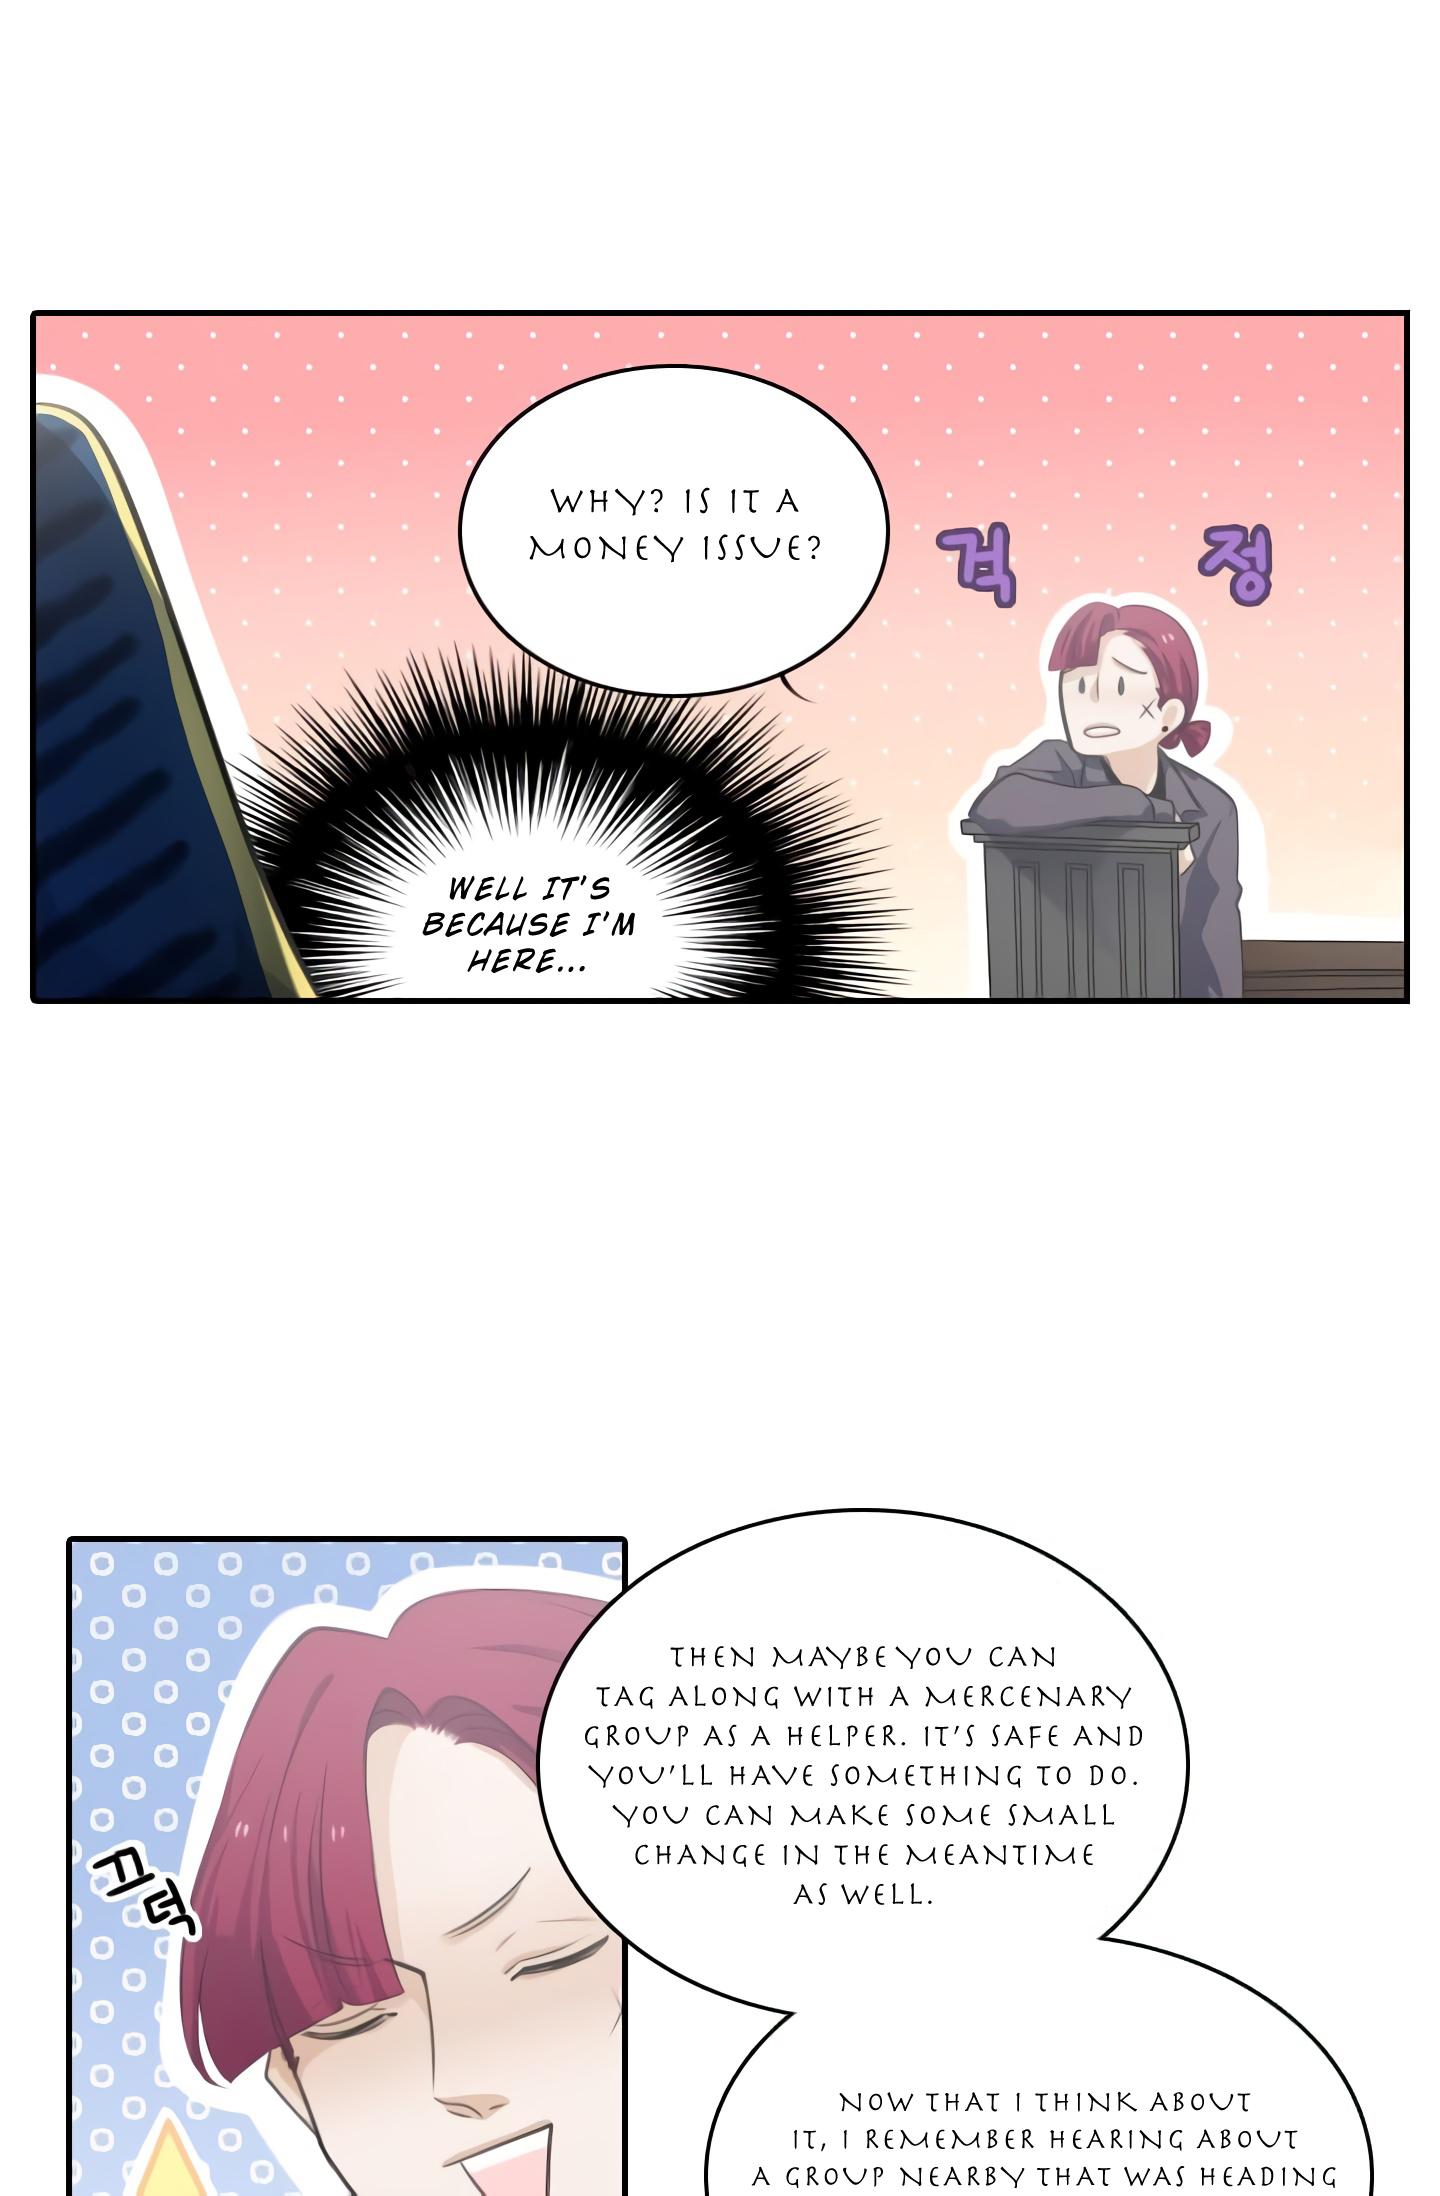 WHY? IS IT A
MONEY ISSUE?
걱 정
WELL IT'S
BECAUSE I'M
HERE...
THEN MAYBE YOU CAN
TAG ALONG WITH A MERCENARY
GROUP AS A HELPER. IT'S SAFE AND
YOU'LL HAVE SOMETHING TO DO.
YOU CAN MAKE SOME SMALL
CHANGE IN THE MEANTIME
AS WELL.
NOW THAT I THINK ABOUT
IT, I REMEMBER HEARING ABOUT
A GROUP NEARBY THAT WAS HEADING